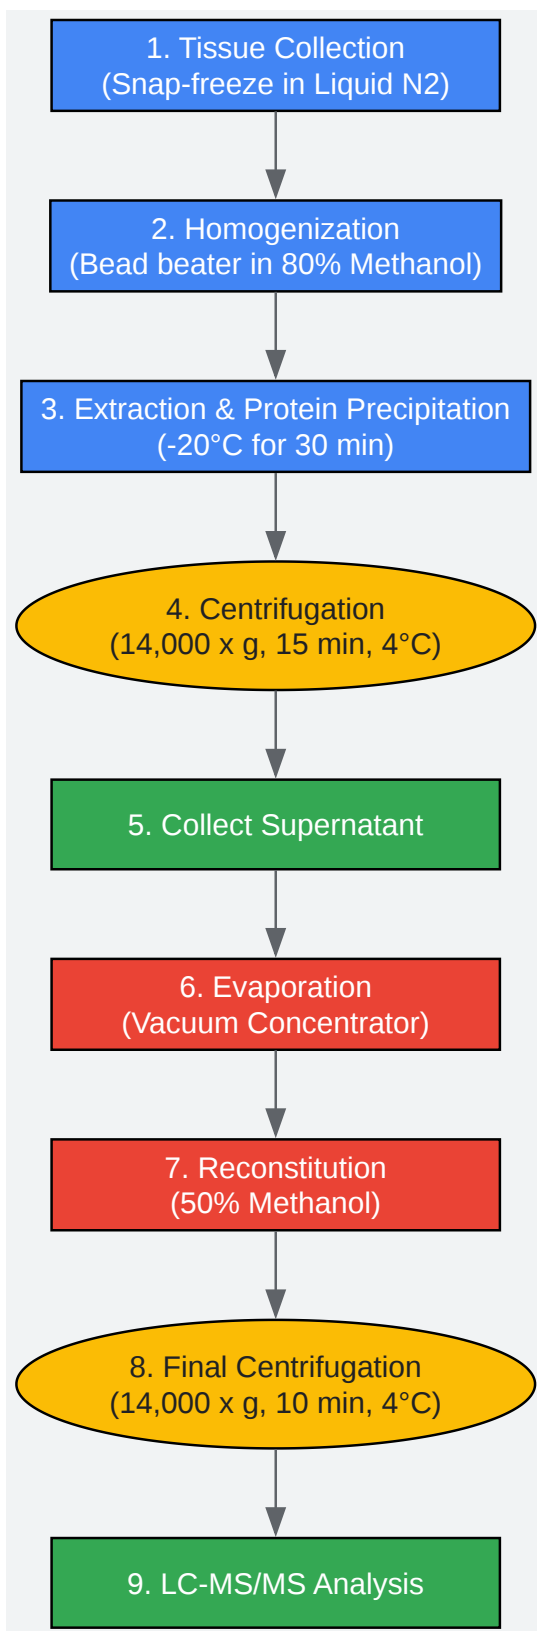 1. Tissue Collection
(Snap-freeze in Liquid N2)
2. Homogenization
(Bead beater in 80% Methanol)
3. Extraction & Protein Precipitation
(-20°C for 30 min)
4. Centrifugation
(14,000 x g, 15 min, 4°C)
5. Collect Supernatant
6. Evaporation
(Vacuum Concentrator)
7. Reconstitution
(50% Methanol)
8. Final Centrifugation
(14,000 x g, 10 min, 4°C)
9. LC-MS/MS Analysis